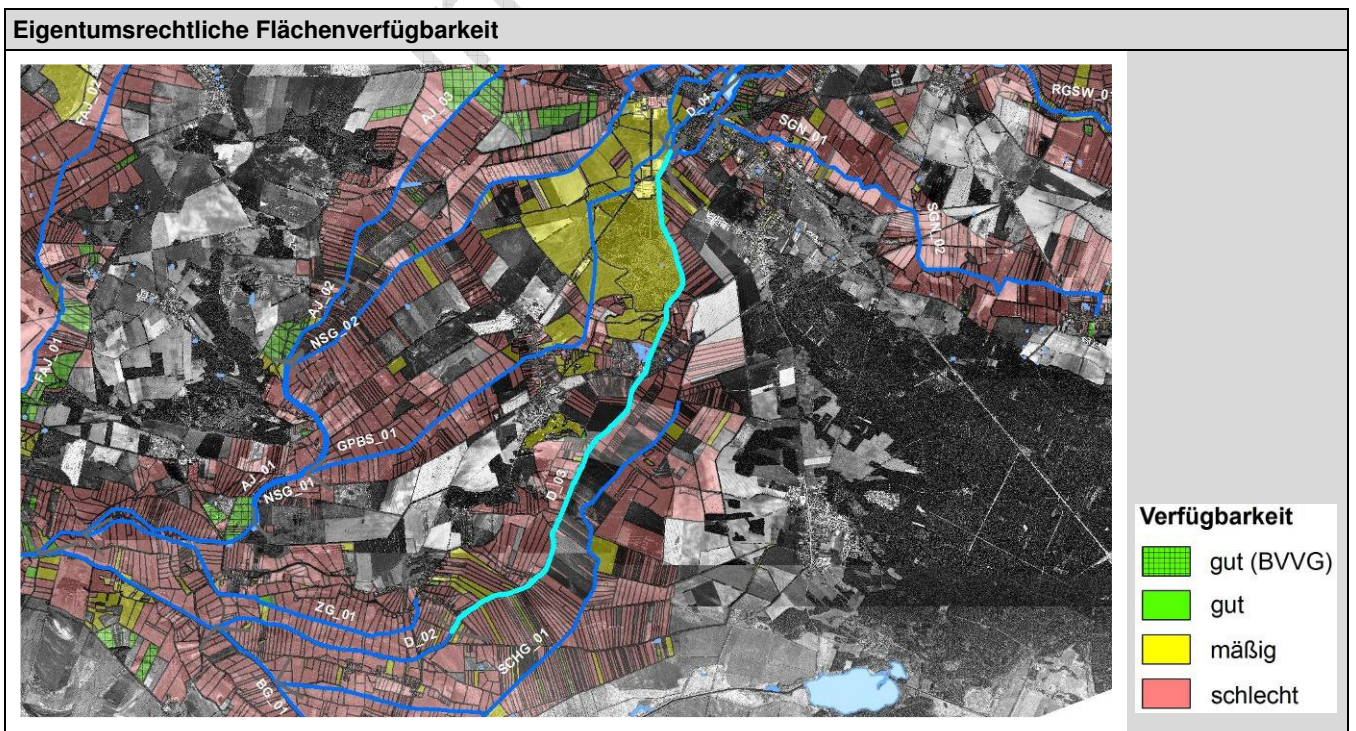 Eigentumsrechtliche Flächenverfügbarkeit
FAJ_02
AJ_03
D_04
RGSW_01
SGN_01
SGN_02
AJ_02
NSG_02
FAJ_01
GPBS_01
AJ_01
NSG_01
D_03
ZG_01
D_02
SCHG_01
BG_01
Verfügbarkeit
gut (BVVG)
gut
mäßig
schlecht